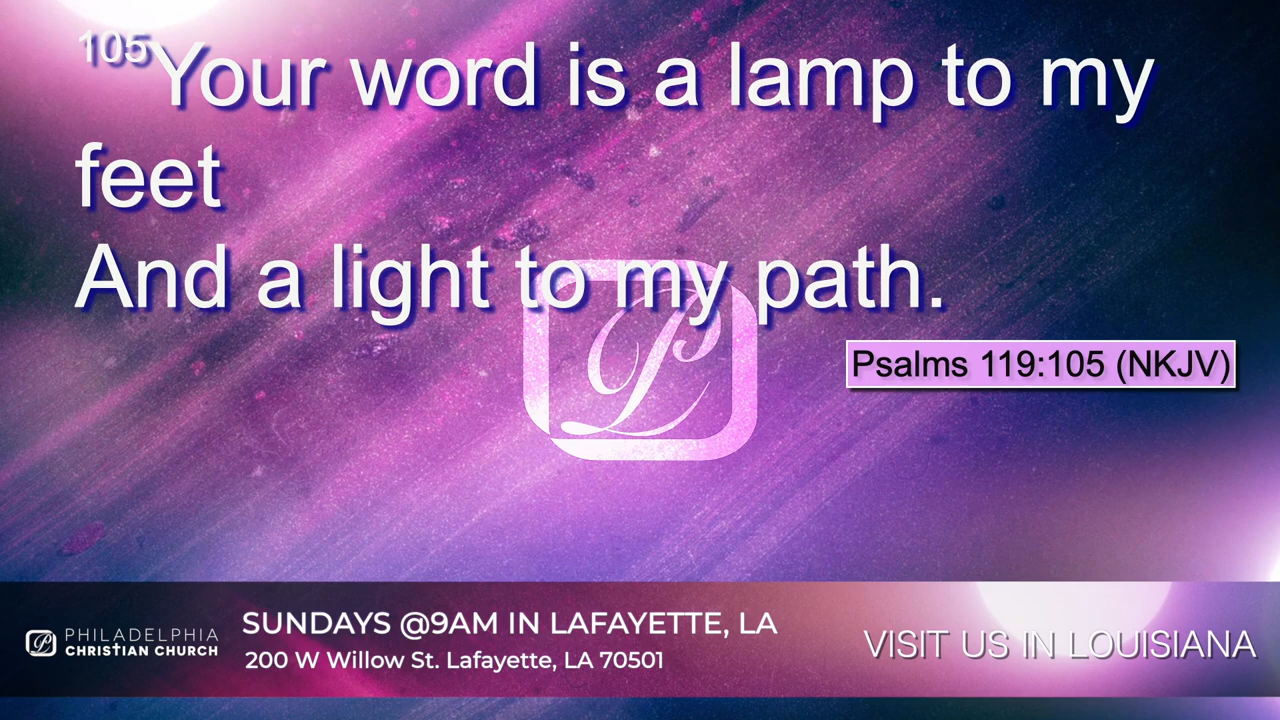 105Your word is a lamp to my
feet
And a light to my path.
Psalms 119:105 (NKJV)
P
PHILADELPHIA
CHRISTIAN CHURCH
SUNDAYS @9AM IN LAFAYETTE, LA
200 W Willow St. Lafayette, LA 70501
VISIT US IN LOUISIANA